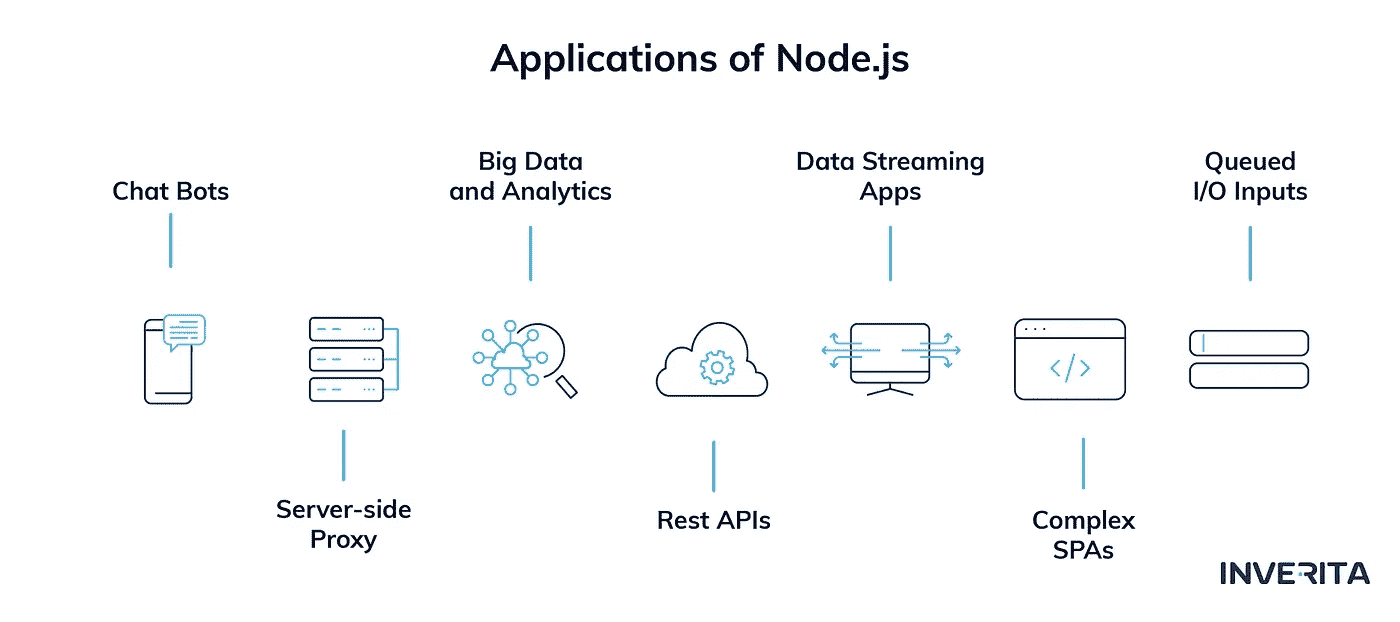 Applications of Node.js
Chat Bots
Server-side
Proxy
Big Data
and Analytics
Rest APIs
Data Streaming
Apps
</>
Complex
SPAs
Queued
I/O Inputs
INVERITA